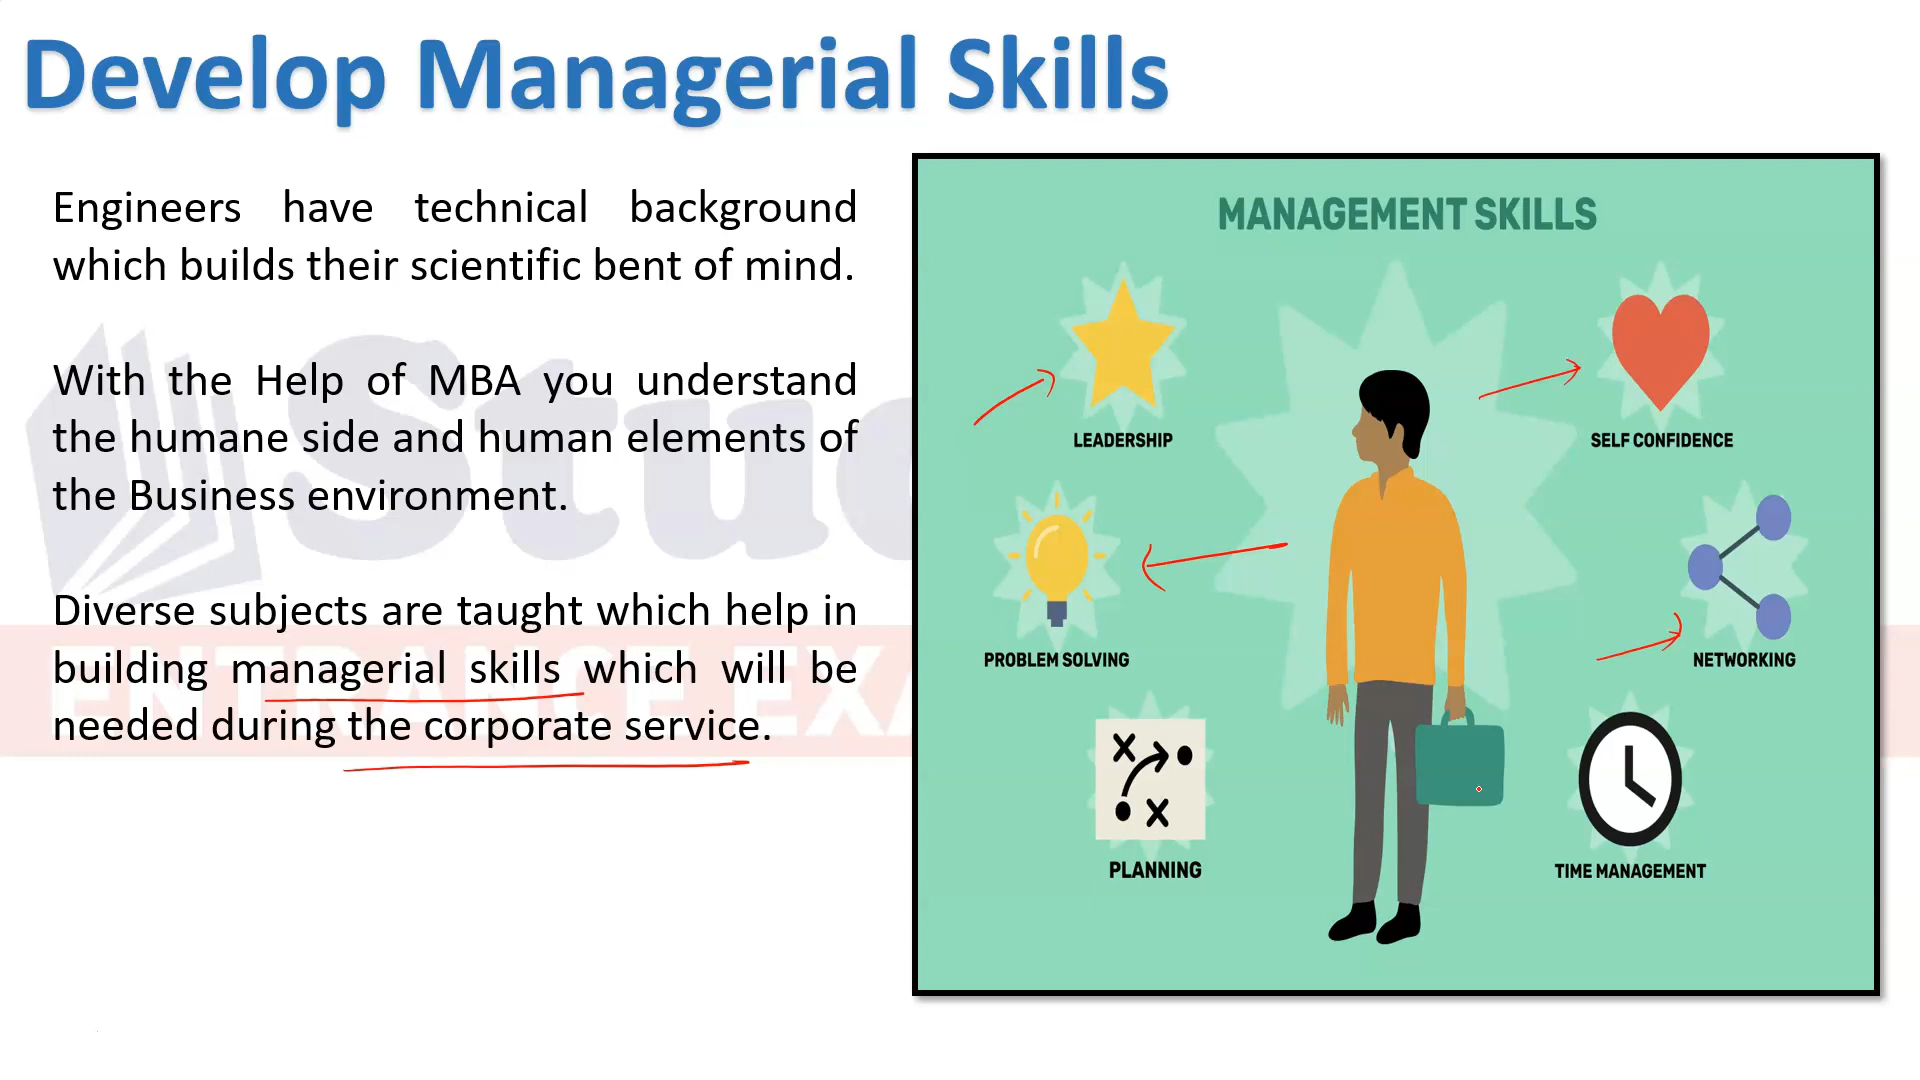 Develop Managerial Skills
Engineers have technical background
which builds their scientific bent of mind.
With the Help of MBA you understand
the humane side and human elements of
the Business environment.
Diverse subjects are taught which help in
building managerial skills which will be
needed during the corporate service.
MANAGEMENT SKILLS
LEADERSHIP
SELF CONFIDENCE
PROBLEM SOLVING
NETWORKING
PLANNING
TIME MANAGEMENT